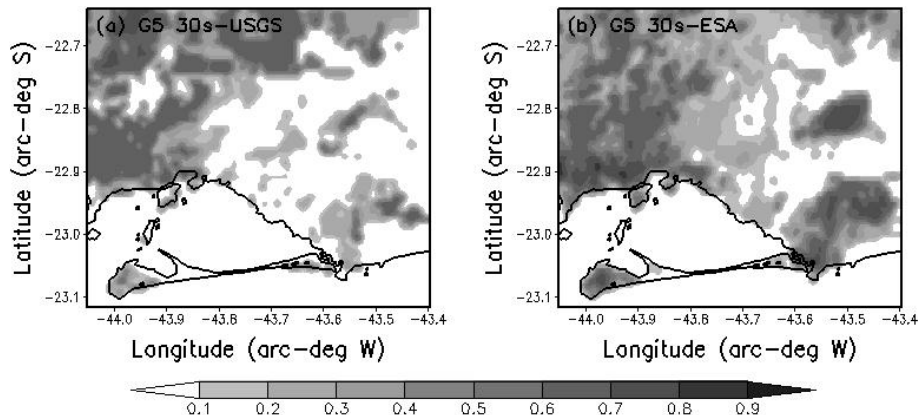 (a) G5 30s-USGS
(b) G5 30s-ESA
Latitude (arc-deg S)
-22.7
-22.8
-22.9
-23.0
-23.1
-44.0 -43.9 -43.8 -43.6 -43.5 -43.4
Longitude (arc-deg W)
Latitude (arc-deg S)
-22.7
-22.8
-22.9
-23.0
-23.1
-44.0 -43.9 -43.8 -43.6 -43.5 -43.4
Longitude (arc-deg W)
0.1 0.2 0.3 0.4 0.5 0.6 0.7 0.8 0.9